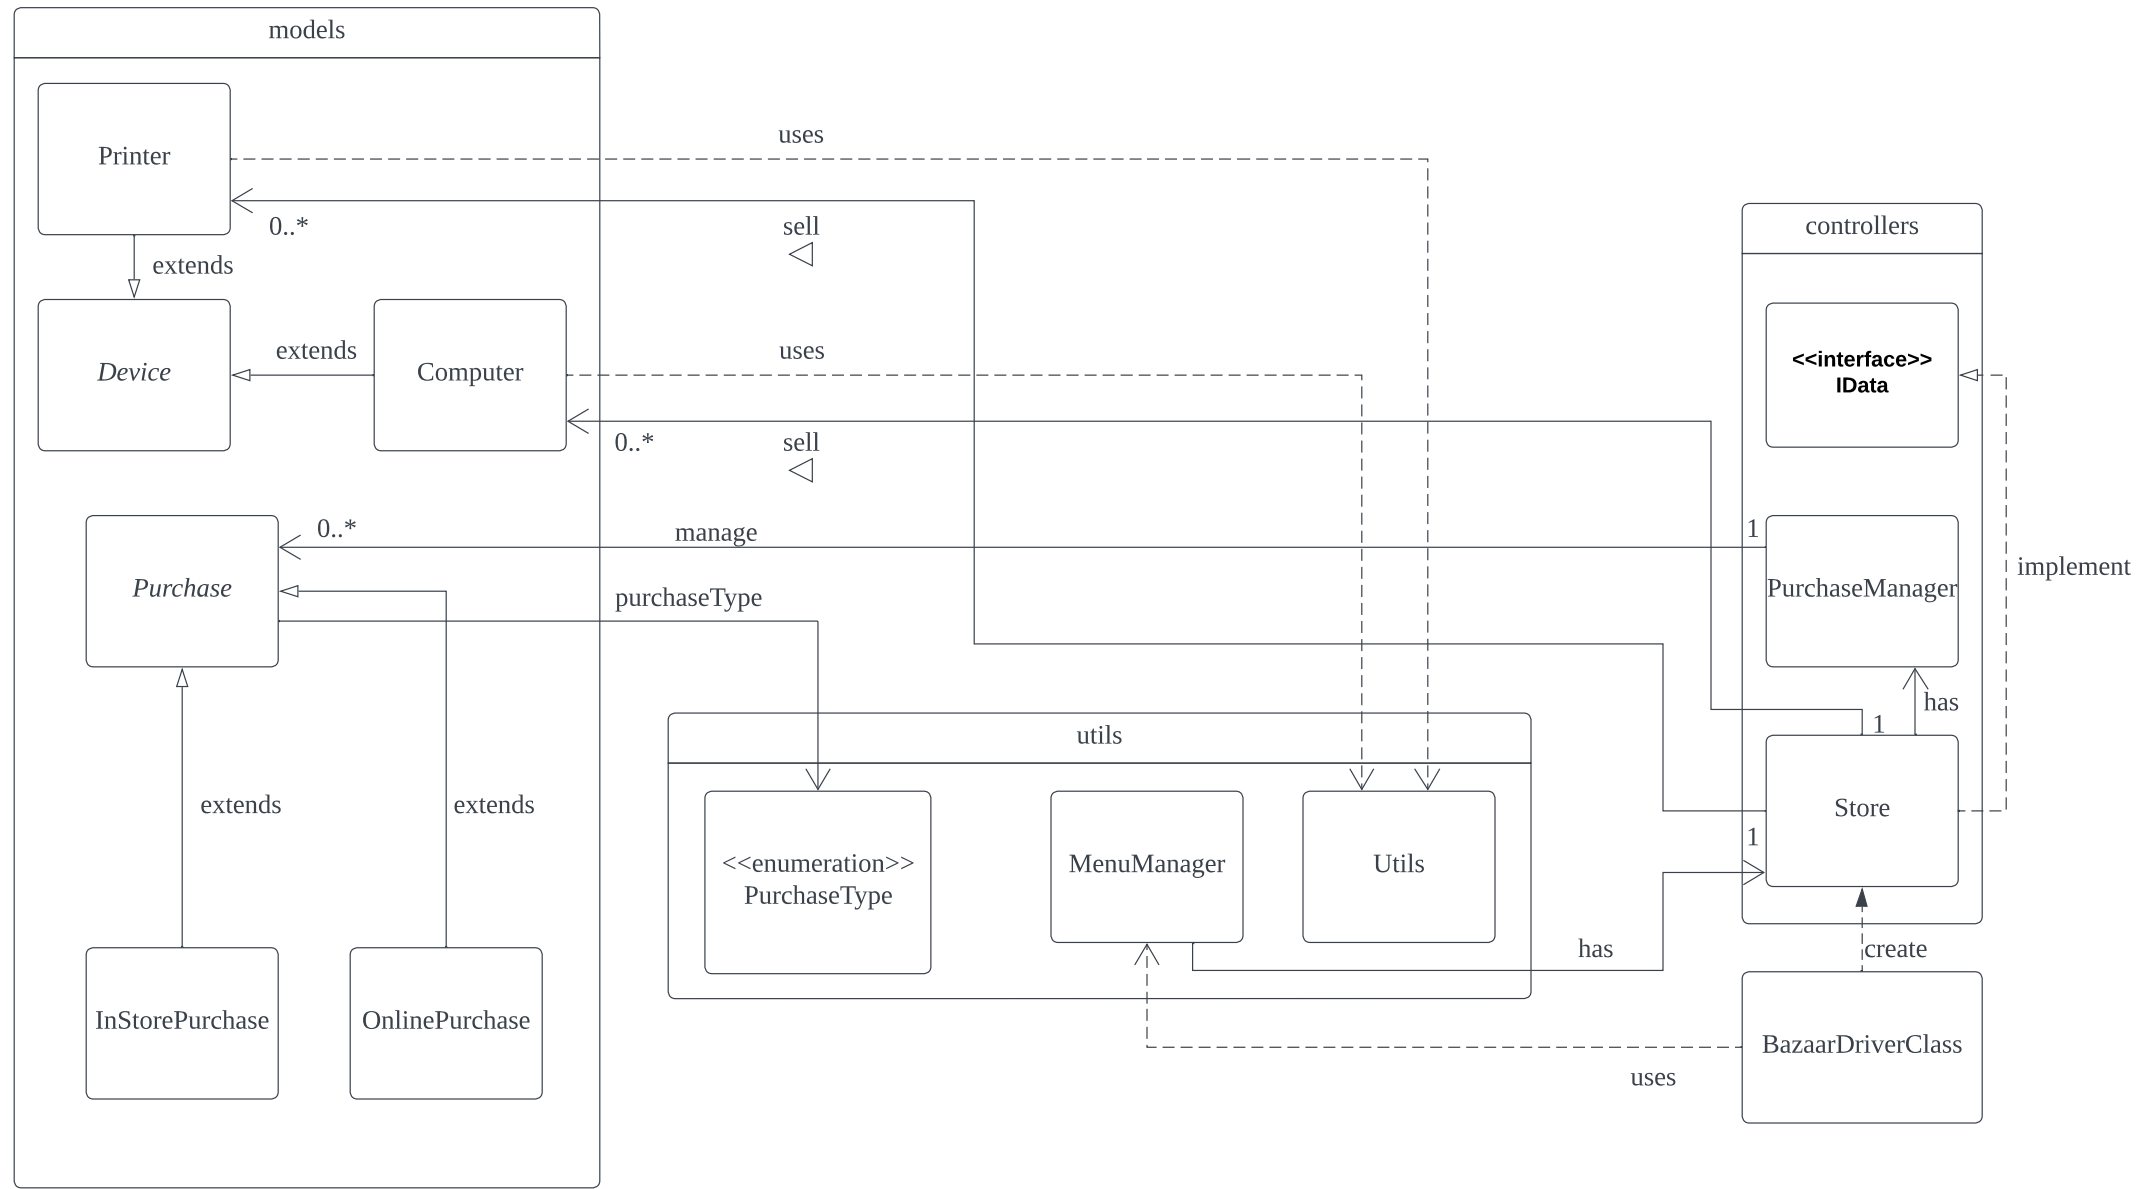 models
Printer
uses
0..*
sell
controllers
extends
Device
extends
Computer
uses
<<interface>>
IData
0..*
sell
0..*
manage
1
Purchase
purchaseType
PurchaseManager
implement
has
1
utils
extends
extends
<<enumeration>>
PurchaseType
MenuManager
Utils
Store
1
has
create
InStorePurchase
OnlinePurchase
BazaarDriverClass
uses